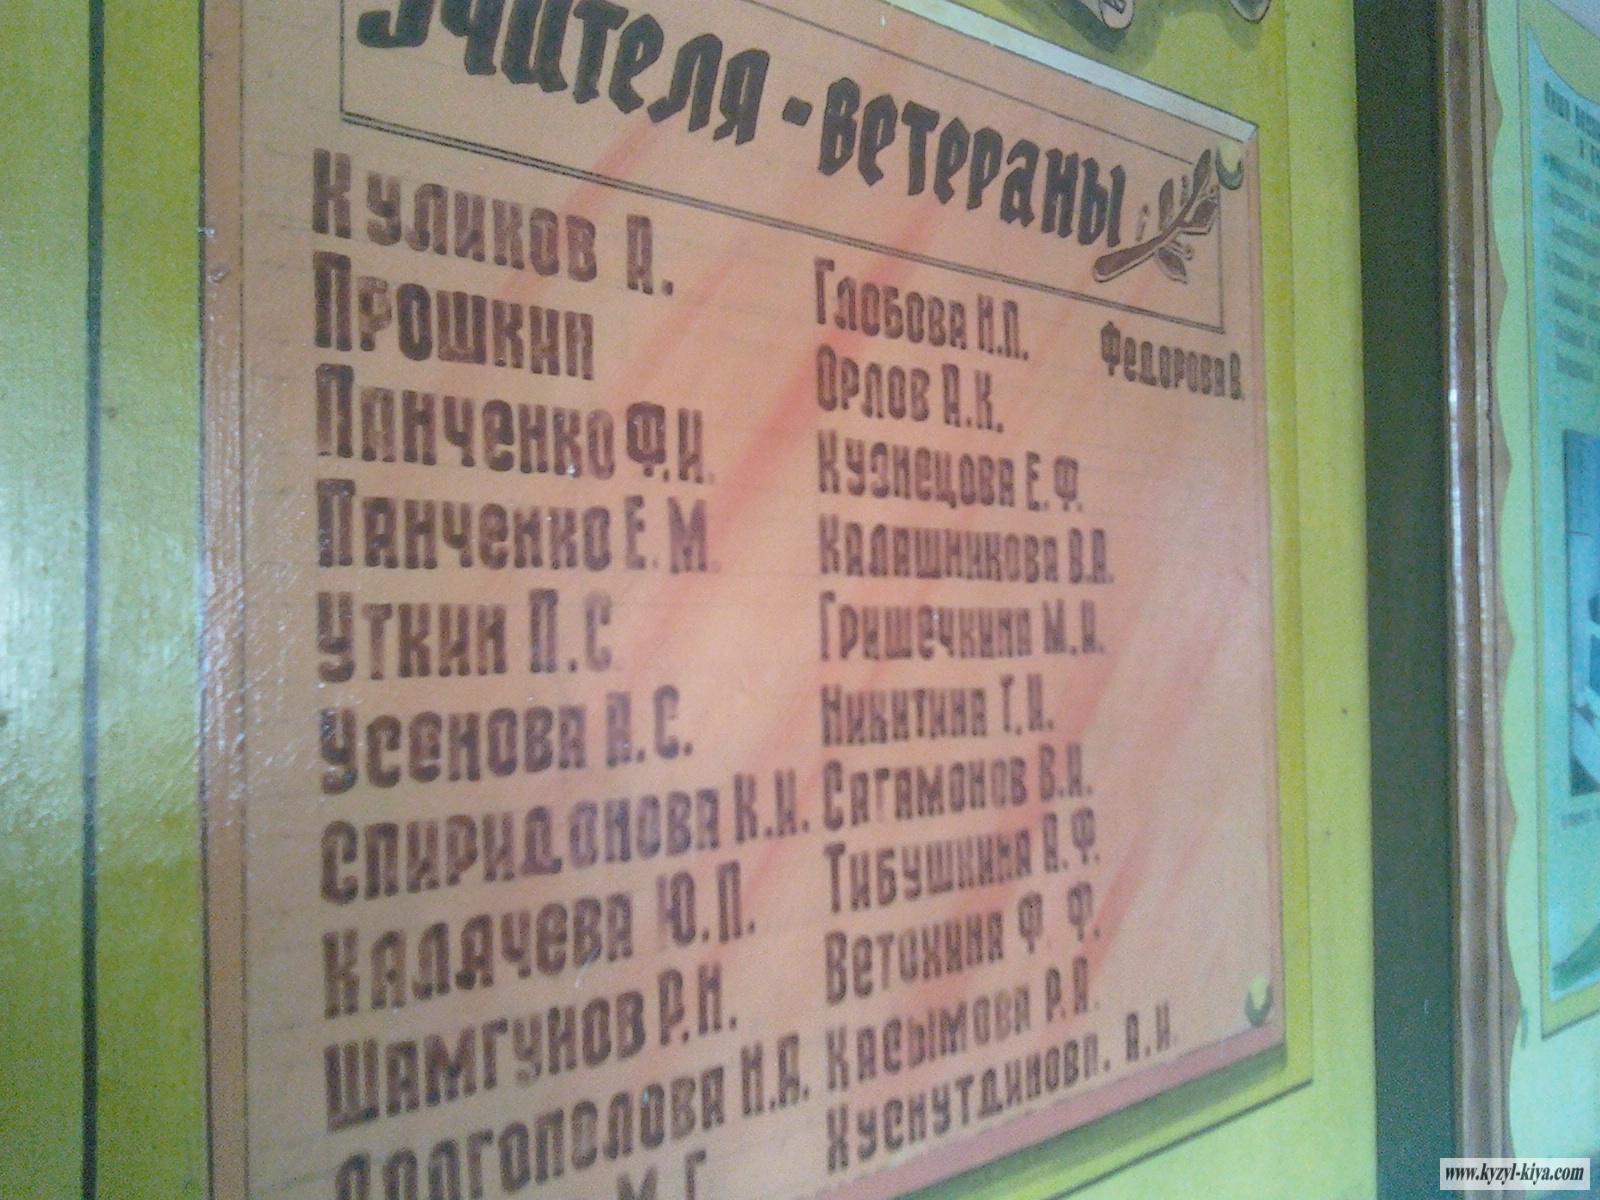 Учителя - ветераны
Куликов А.
Прошкин
Панченко Ф.И.
Панченко Е.М.
Уткин П.С.
Усенова А.С.
Спиридонова К.И.
Калачева Ю.П.
Шамгунов Р.Н.
Долгополова Н.А.
М.Г.
Глобова Н.П.
Орлов А.К.
Кузнецова Е.Ф.
Калашникова В.А.
Гришечкина М.И.
Никитина Т.И.
Сагамонов В.И.
Тибушкина А.Ф.
Ветохина Ф.Ф.
Касымова Р.А.
Хуснутдиновп. А.И.
Федорова В.
www.kyzyl-kiya.com